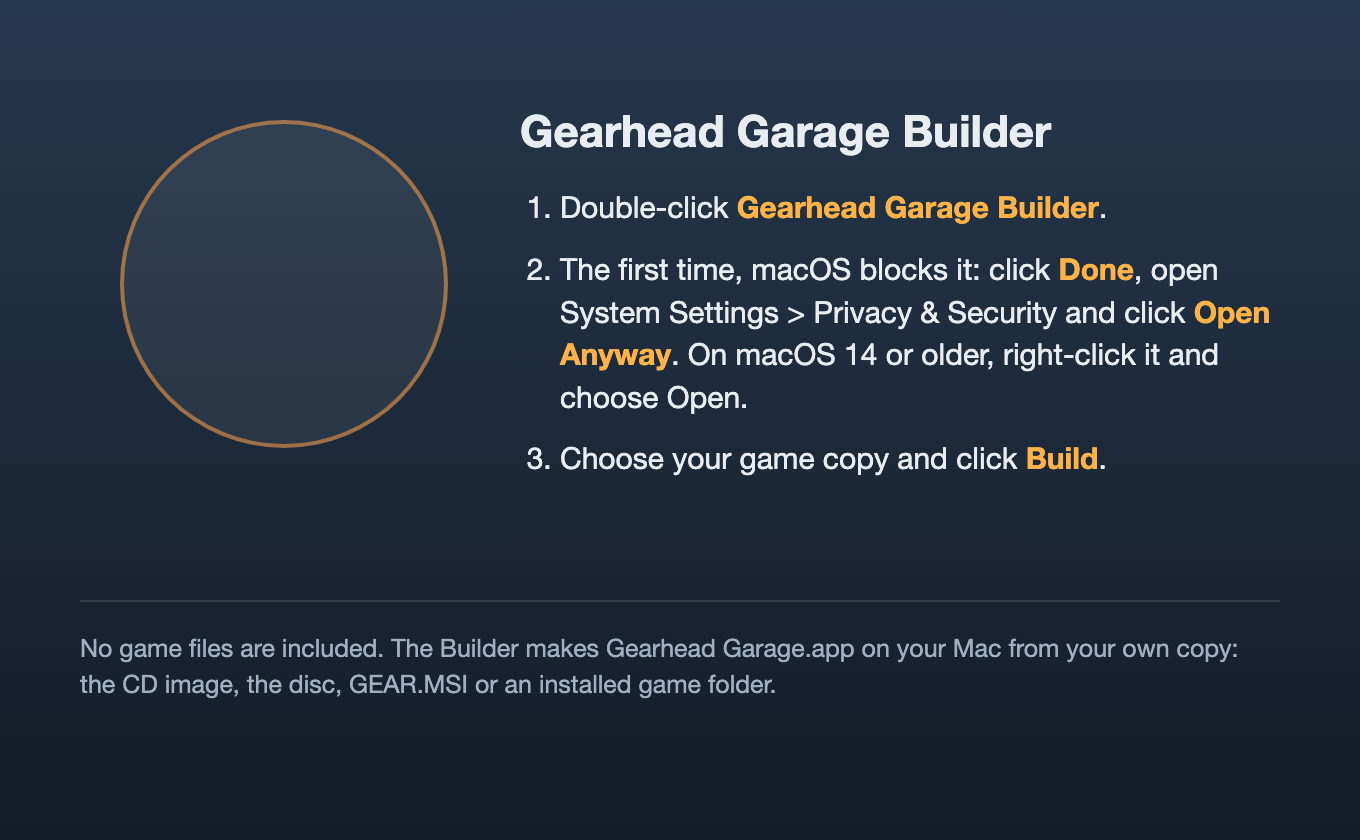 Gearhead Garage Builder
1. Double-click Gearhead Garage Builder.
2. The first time, macOS blocks it: click Done, open
System Settings > Privacy & Security and click Open
Anyway. On macOS 14 or older, right-click it and
choose Open.
3. Choose your game copy and click Build.
No game files are included. The Builder makes Gearhead Garage.app on your Mac from your own copy:
the CD image, the disc, GEAR.MSI or an installed game folder.